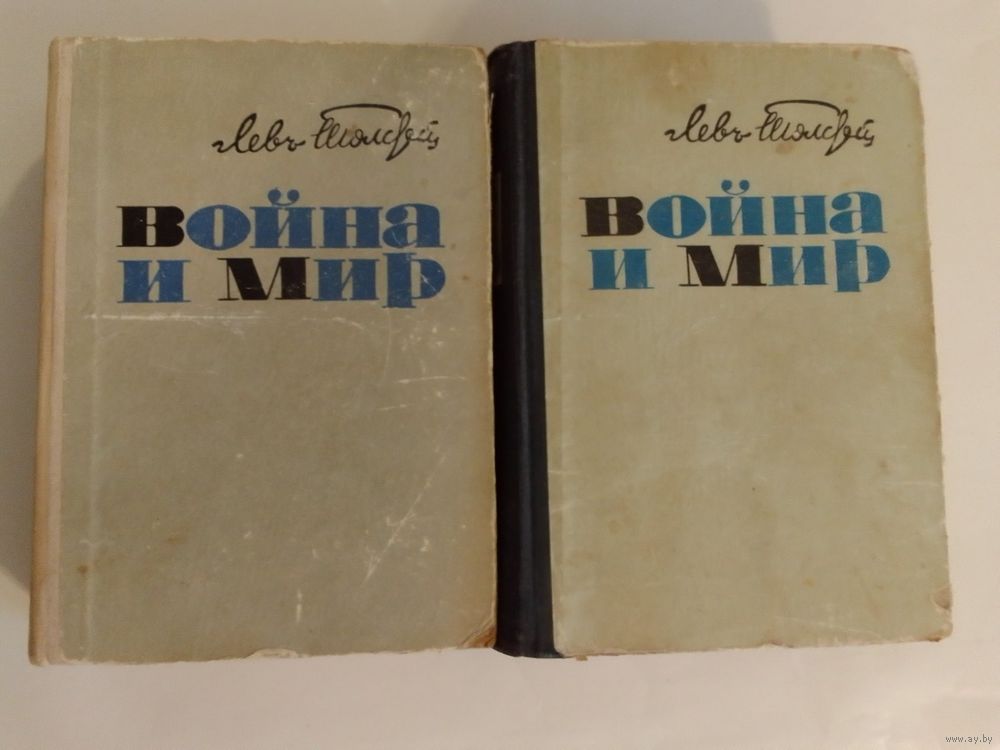 Левъ Толстой
Война
и мир
Левъ Толстой
Война
и мир
www.ay.by